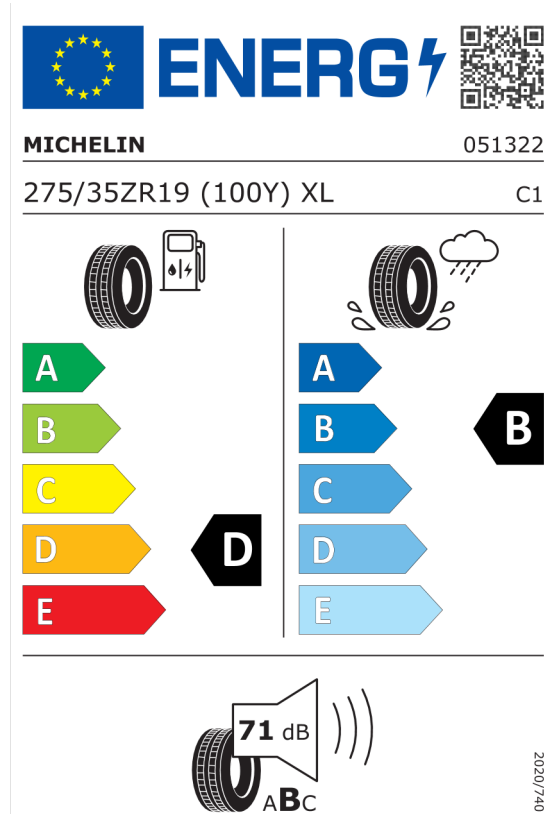 ENERG
MICHELIN 051322
275/35ZR19 (100Y) XL C1
A
B
C
D
E
D
A
B
C
D
E
B
71 dB
ABC
2020/740